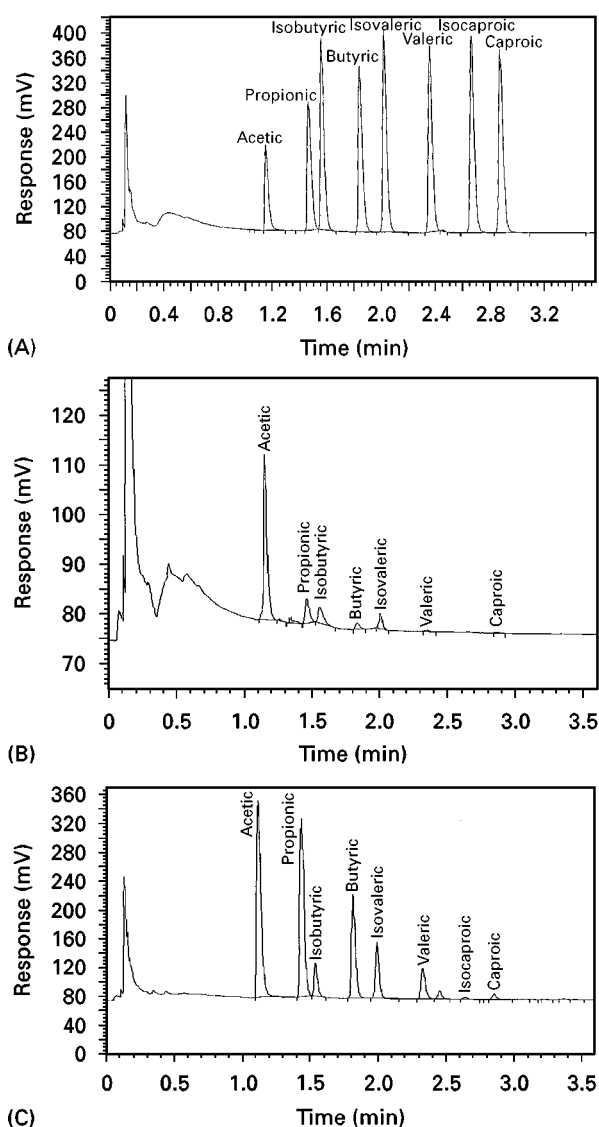 400
360
320
280
240
200
160
120
80
40
0
Response (mV)
Acetic
Propionic
Isobutyric
Butyric
Isovaleric
Valeric
Isocaproic
Caproic
0 0.4 0.8 1.2 1.6 2.0 2.4 2.8 3.2
Time (min)
(A)
120
110
100
90
80
70
Response (mV)
Acetic
Propionic
Isobutyric
Butyric
Isovaleric
Valeric
Caproic
0 0.5 1.0 1.5 2.0 2.5 3.0 3.5
Time (min)
(B)
360
320
280
240
200
160
120
80
40
0
Response (mV)
Acetic
Propionic
Isobutyric
Butyric
Isovaleric
Valeric
Isocaproic
Caproic
0 0.5 1.0 1.5 2.0 2.5 3.0 3.5
Time (min)
(C)